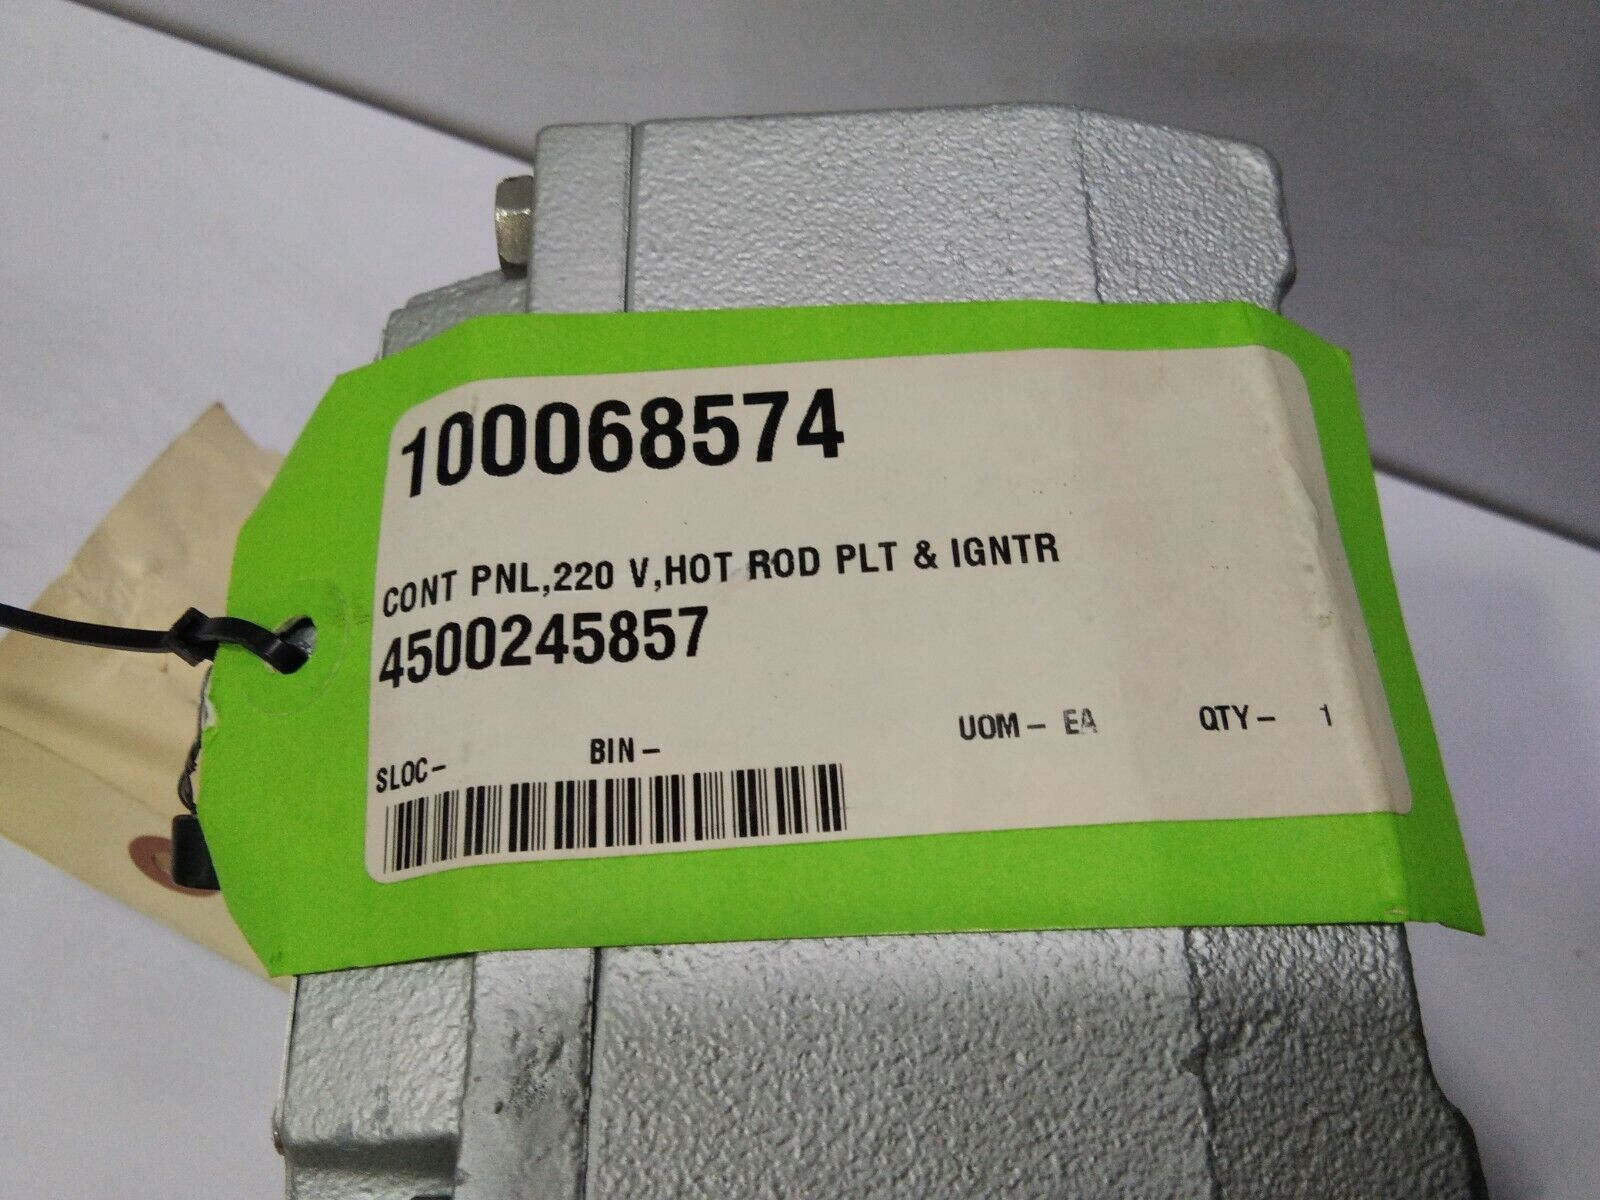 100068574
CONT PNL,220 V,HOT ROD PLT & IGNTR
4500245857
SLOC- BIN- UOM- EA QTY- 1